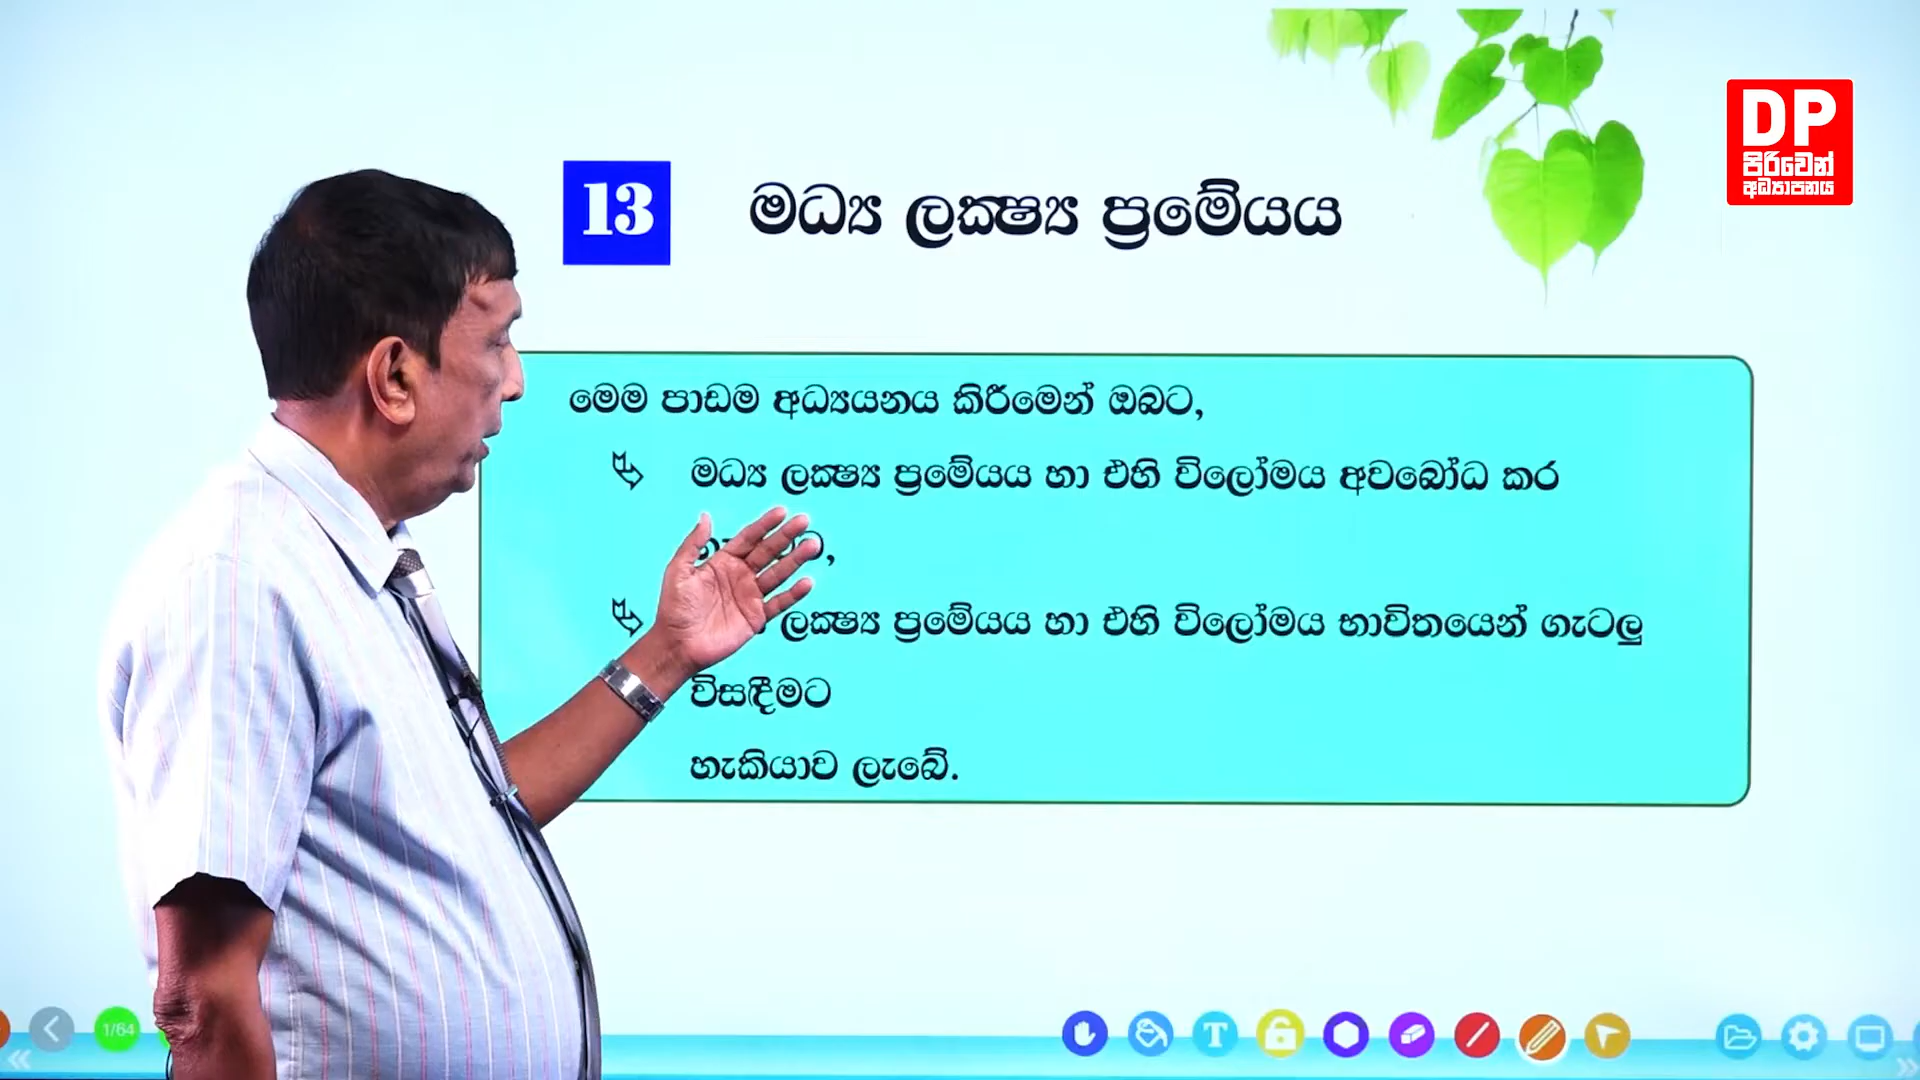 DP
පිරිවෙන්
අධ්‍යාපනය
13 මධ්‍ය ලක්ෂ්‍ය ප්‍රමේයය
මෙම පාඩම අධ්‍යයනය කිරීමෙන් ඔබට,
මධ්‍ය ලක්ෂ්‍ය ප්‍රමේයය හා එහි විලෝමය අවබෝධ කර
ලක්ෂ්‍ය ප්‍රමේයය හා එහි විලෝමය භාවිතයෙන් ගැටලු
විසඳීමට
හැකියාව ලැබේ.
1/64
T